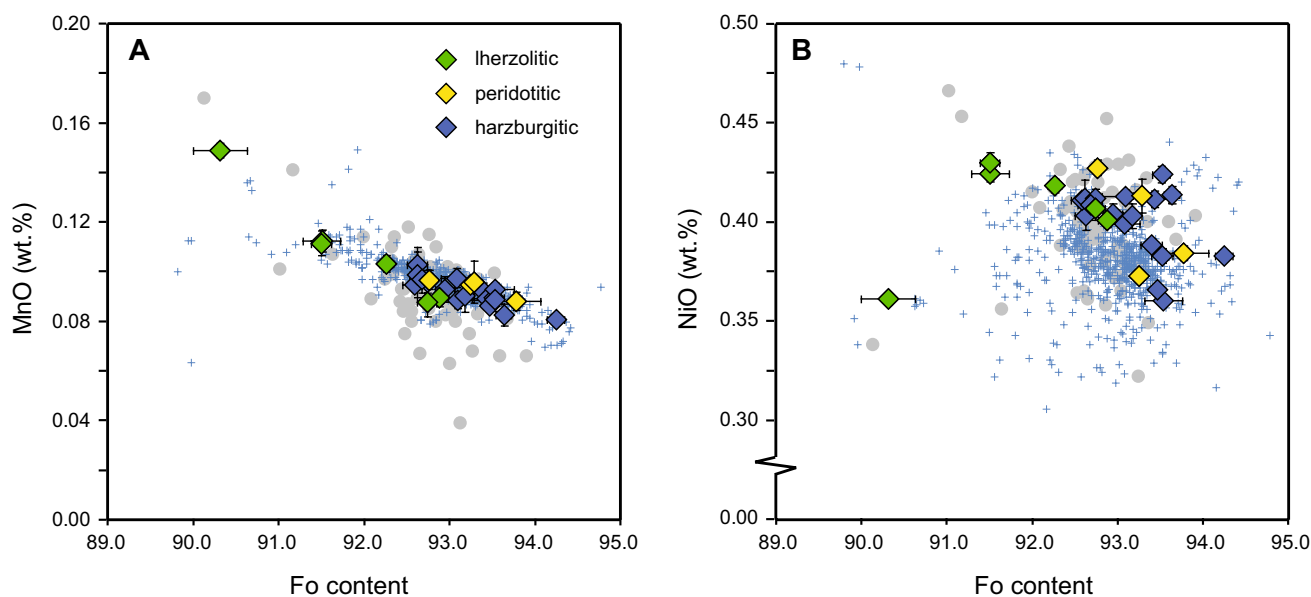 A
lherzolitic
peridotitic
harzburgitic
MnO (wt.%)
0.20
0.16
0.12
0.08
0.04
0.00
89.0 90.0 91.0 92.0 93.0 94.0 95.0
Fo content
B
NiO (wt.%)
0.50
0.45
0.40
0.35
0.30
0.00
89.0 90.0 91.0 92.0 93.0 94.0 95.0
Fo content